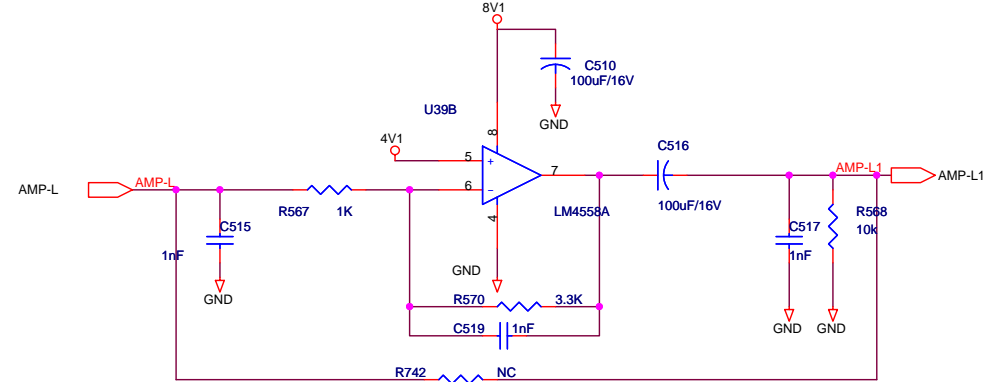 8V1
C510
100uF/16V
GND
U39B
4V1
8
5
+
6
-
7
4
LM4558A
C516
100uF/16V
AMP-L
AMP-L
R567
1K
C515
1nF
GND
GND
AMP-L1
AMP-L1
C517
1nF
R568
10k
GND
GND
R570
3.3K
C519
1nF
R742
NC